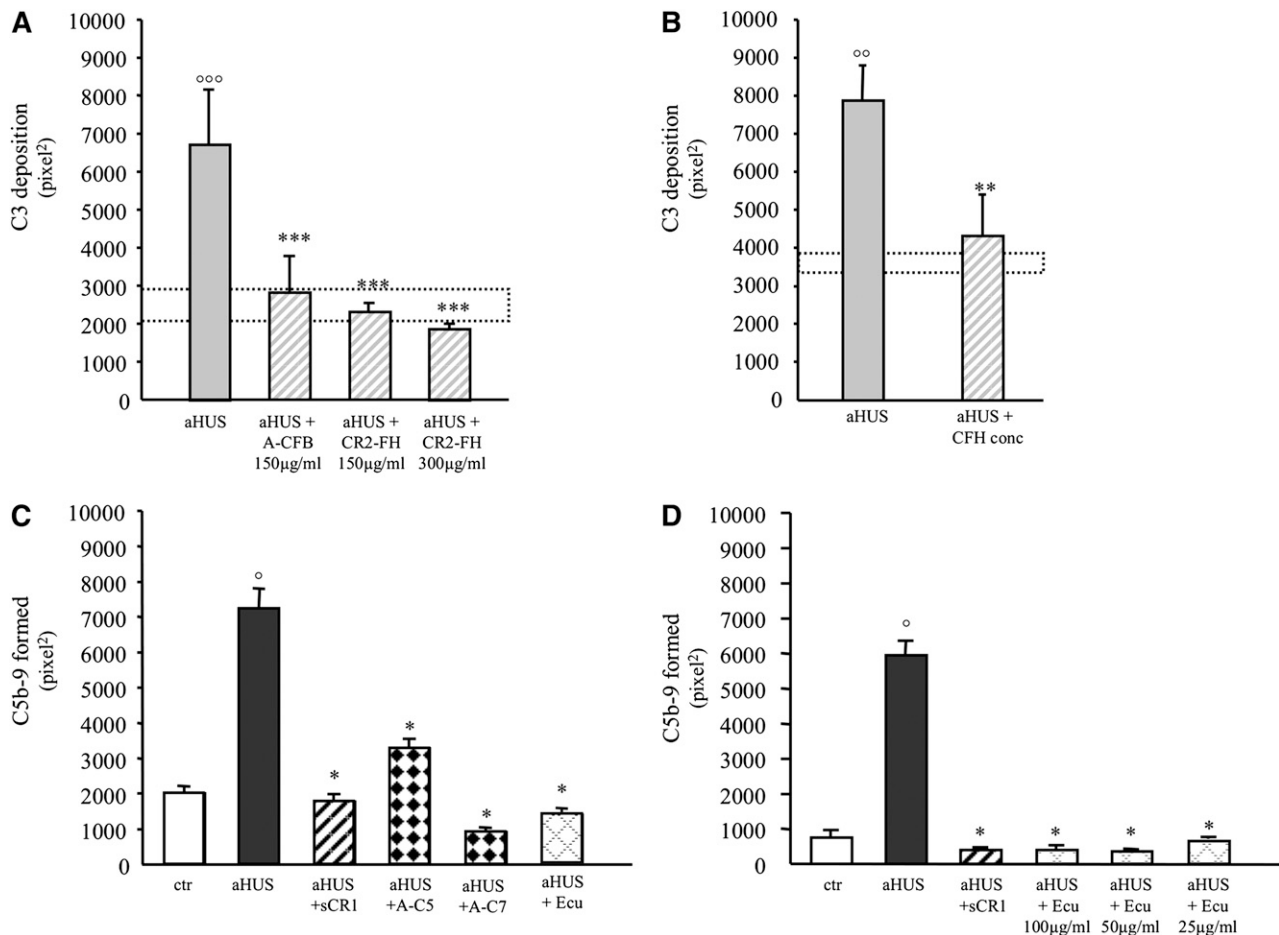 A
C3 deposition
(pixel²)
10000
9000
8000
7000
6000
5000
4000
3000
2000
1000
0
°°°
***
***
***
aHUS
aHUS +
A-CFB
150µg/ml
aHUS +
CR2-FH
150µg/ml
aHUS +
CR2-FH
300µg/ml
B
C3 deposition
(pixel²)
10000
9000
8000
7000
6000
5000
4000
3000
2000
1000
0
°°
**
aHUS
aHUS +
CFH conc
C
C5b-9 formed
(pixel²)
10000
9000
8000
7000
6000
5000
4000
3000
2000
1000
0
°
*
*
*
*
ctr
aHUS
aHUS
+sCR1
aHUS
+A-C5
aHUS
+A-C7
aHUS
+ Ecu
D
C5b-9 formed
(pixel²)
10000
9000
8000
7000
6000
5000
4000
3000
2000
1000
0
°
*
*
*
*
ctr
aHUS
aHUS
+sCR1
aHUS
+ Ecu
100µg/ml
aHUS
+ Ecu
50µg/ml
aHUS
+ Ecu
25µg/ml